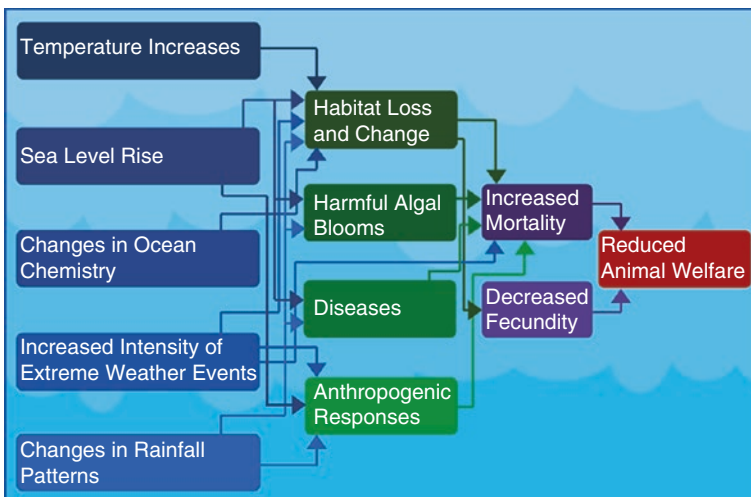 Temperature Increases
Sea Level Rise
Changes in Ocean
Chemistry
Increased Intensity of
Extreme Weather Events
Changes in Rainfall
Patterns
Habitat Loss
and Change
Harmful Algal
Blooms
Diseases
Anthropogenic
Responses
Increased
Mortality
Decreased
Fecundity
Reduced
Animal Welfare